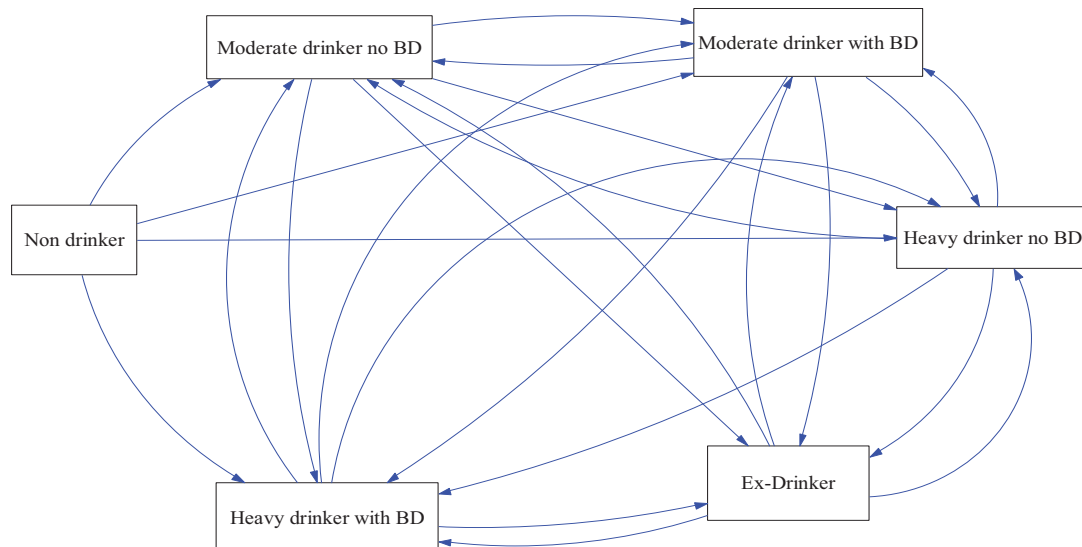 Moderate drinker no BD
Moderate drinker with BD
Non drinker
Heavy drinker no BD
Ex-Drinker
Heavy drinker with BD